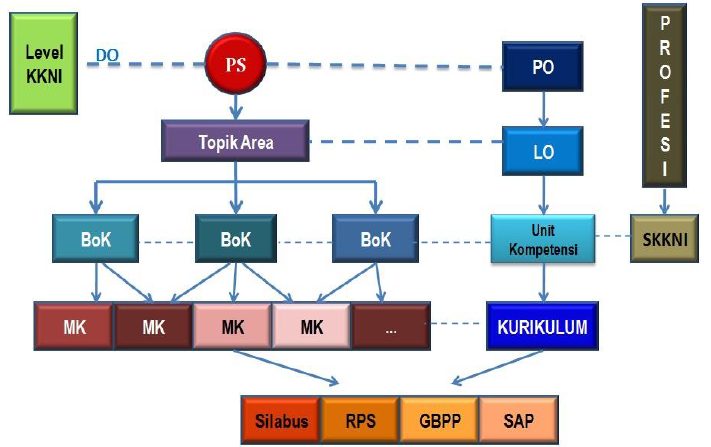 Level
KKNI
DO
PS
PO
PROFESI
Topik Area
LO
BoK
BoK
BoK
Unit
Kompetensi
SKKNI
MK
MK
MK
MK
...
KURIKULUM
Silabus
RPS
GBPP
SAP